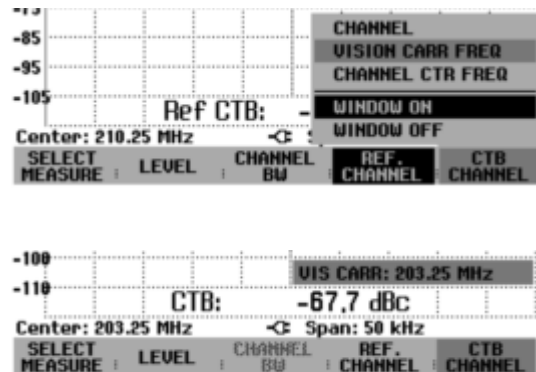 -75
CHANNEL
-85
VISION CARR FREQ
-95
CHANNEL CTR FREQ
-105
WINDOW ON
Ref CTB: -
WINDOW OFF
Center: 210.25 MHz S
SELECT MEASURE LEVEL CHANNEL BW REF. CHANNEL CTB CHANNEL
-100
VIS CARR: 203.25 MHz
-110
CTB: -67,7 dBc
Center: 203.25 MHz Span: 50 kHz
SELECT MEASURE LEVEL CHANNEL BW REF. CHANNEL CTB CHANNEL